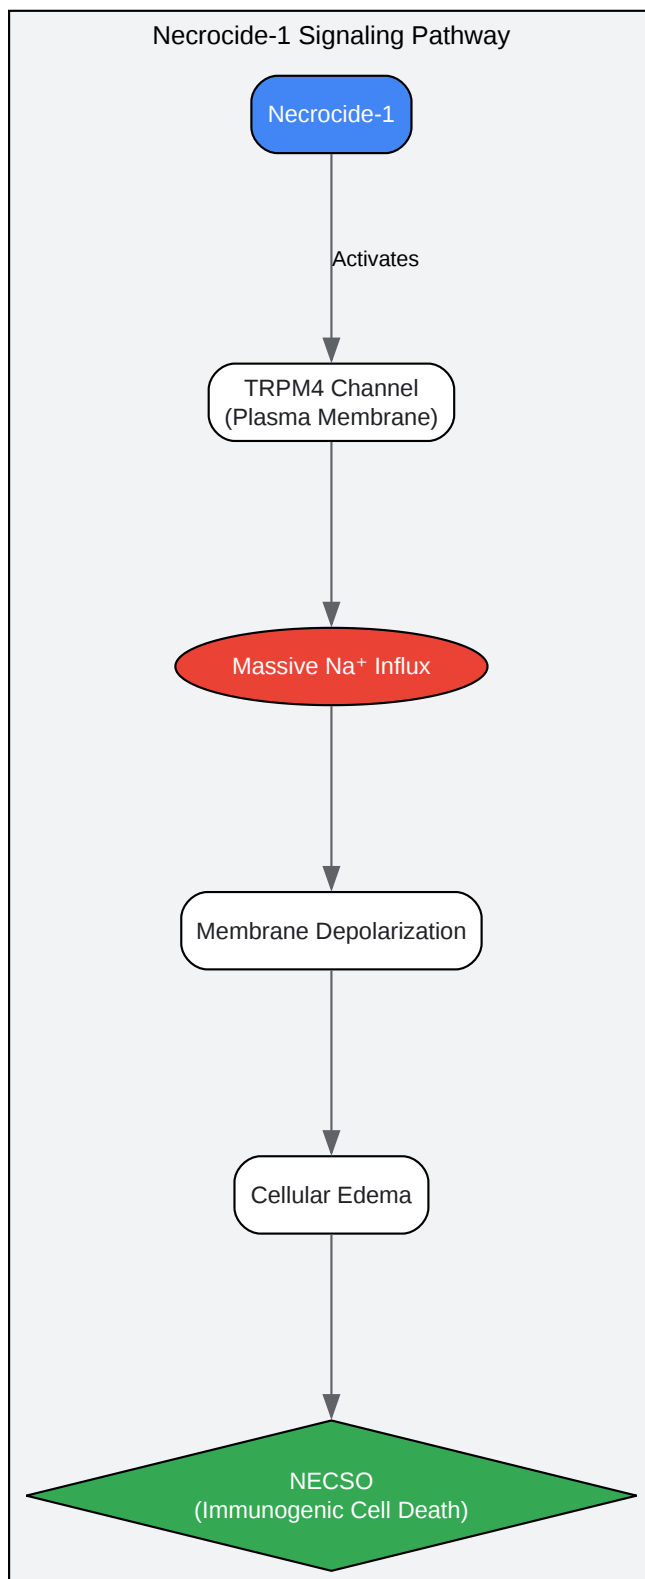 Necrocide-1 Signaling Pathway
Necrocide-1
Activates
TRPM4 Channel
(Plasma Membrane)
Massive Na⁺ Influx
Membrane Depolarization
Cellular Edema
NECSO
(Immunogenic Cell Death)